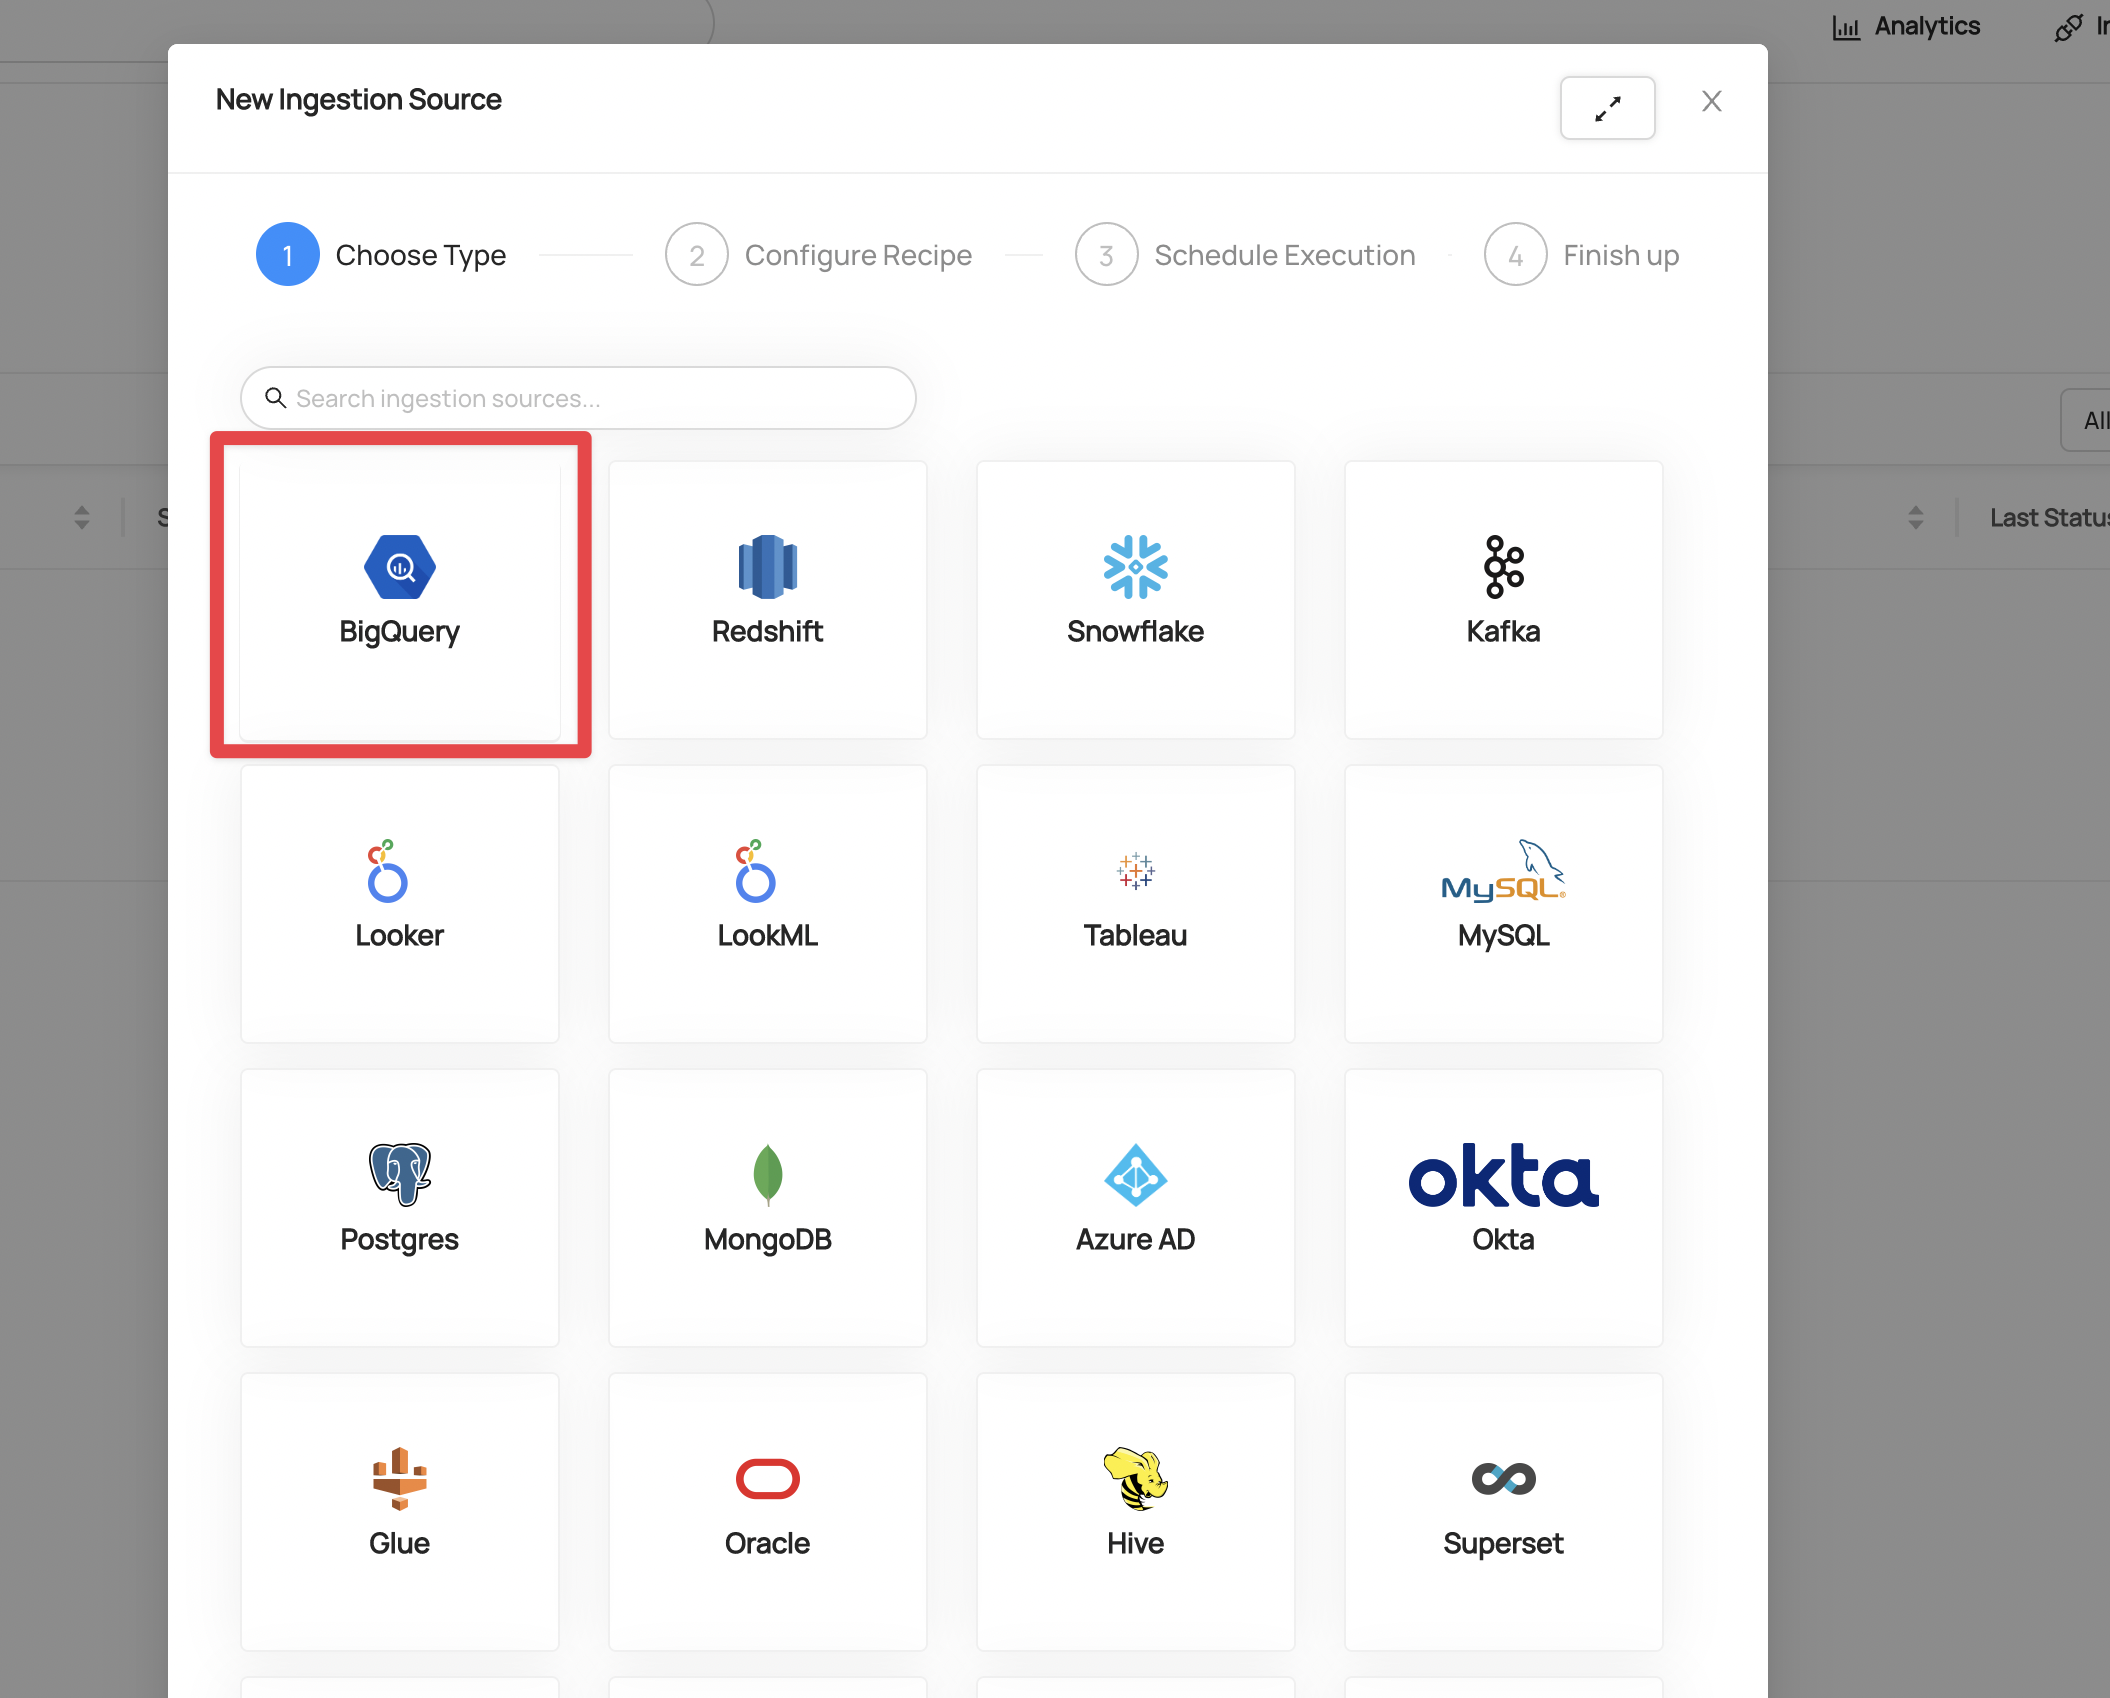 Analytics
New Ingestion Source
1 Choose Type 2 Configure Recipe 3 Schedule Execution 4 Finish up
Search ingestion sources...
All
Last Status
BigQuery Redshift Snowflake Kafka
MySQL
Looker LookML Tableau MySQL
okta
Postgres MongoDB Azure AD Okta
Glue Oracle Hive Superset